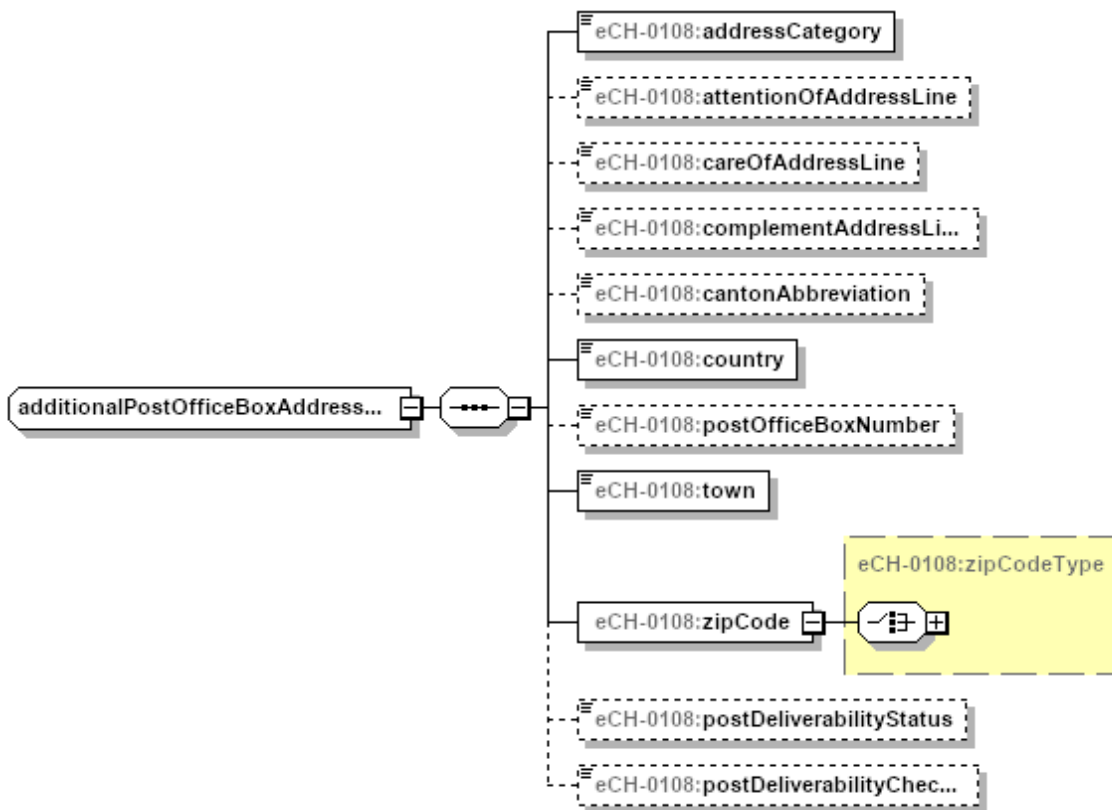 eCH-0108:addressCategory
eCH-0108:attentionOfAddressLine
eCH-0108:careOfAddressLine
eCH-0108:complementAddressLi...
eCH-0108:cantonAbbreviation
eCH-0108:country
additionalPostOfficeBoxAddress...
eCH-0108:postOfficeBoxNumber
eCH-0108:town
eCH-0108:zipCodeType
eCH-0108:zipCode
eCH-0108:postDeliverabilityStatus
eCH-0108:postDeliverabilityChec...